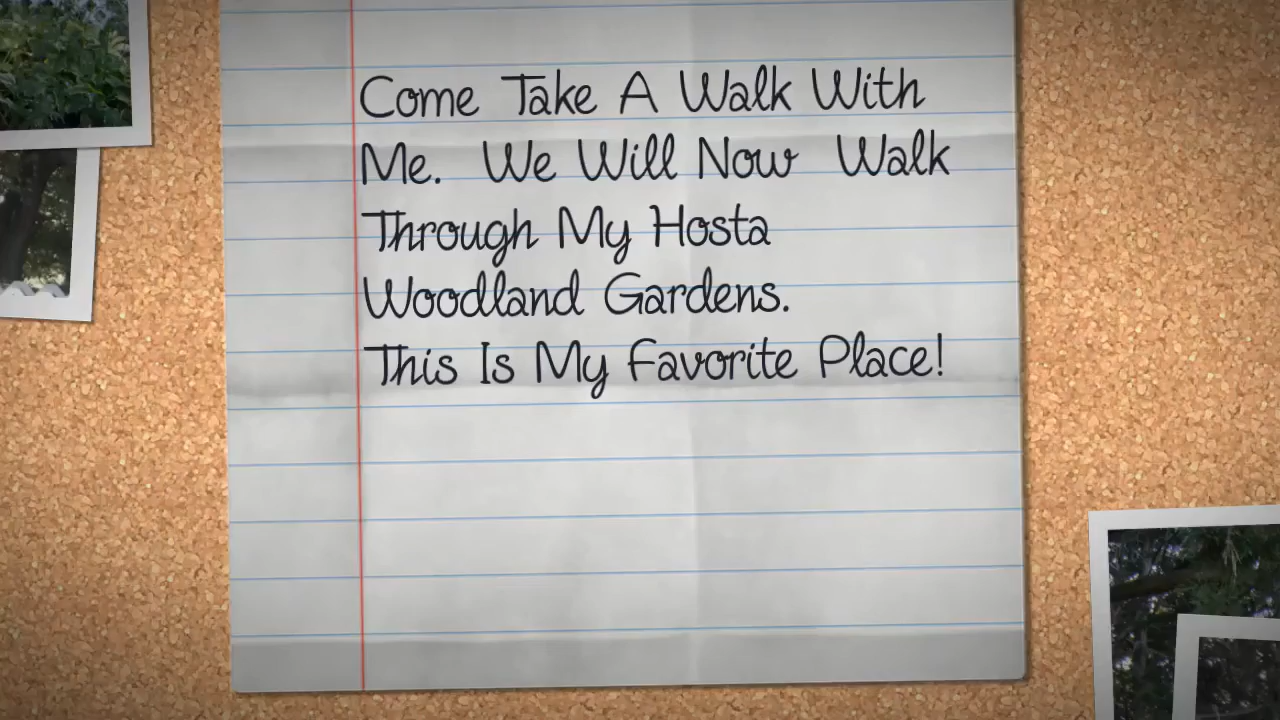 Come Take A Walk With
Me. We Will Now Walk
Through My Hosta
Woodland Gardens.
This Is My Favorite Place!